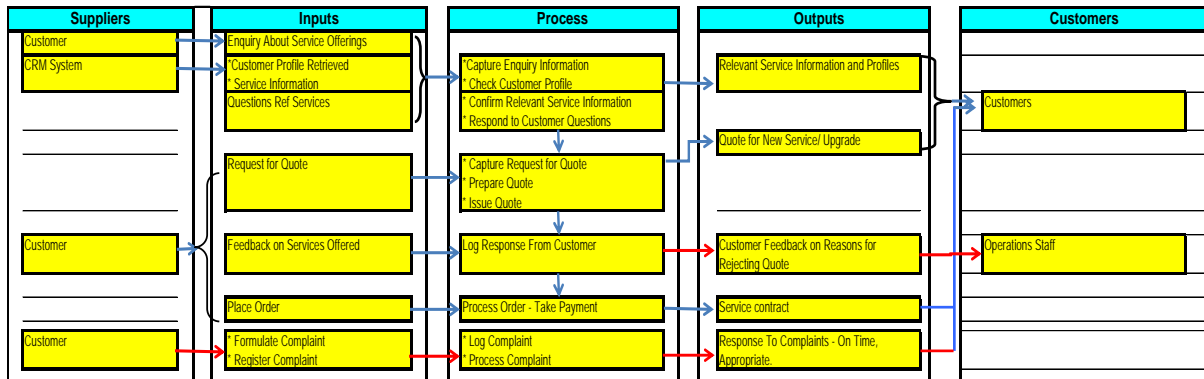 Suppliers
Inputs
Process
Outputs
Customers
Customer
Enquiry About Service Offerings
CRM System
*Customer Profile Retrieved
* Service Information
*Capture Enquiry Information
* Check Customer Profile
Relevant Service Information and Profiles
Questions Ref Services
* Confirm Relevant Service Information
* Respond to Customer Questions
Customers
Quote for New Service/ Upgrade
Request for Quote
* Capture Request for Quote
* Prepare Quote
* Issue Quote
Customer
Feedback on Services Offered
Log Response From Customer
Customer Feedback on Reasons for
Rejecting Quote
Operations Staff
Place Order
Process Order - Take Payment
Service contract
Customer
* Formulate Complaint
* Register Complaint
* Log Complaint
* Process Complaint
Response To Complaints - On Time,
Appropriate.